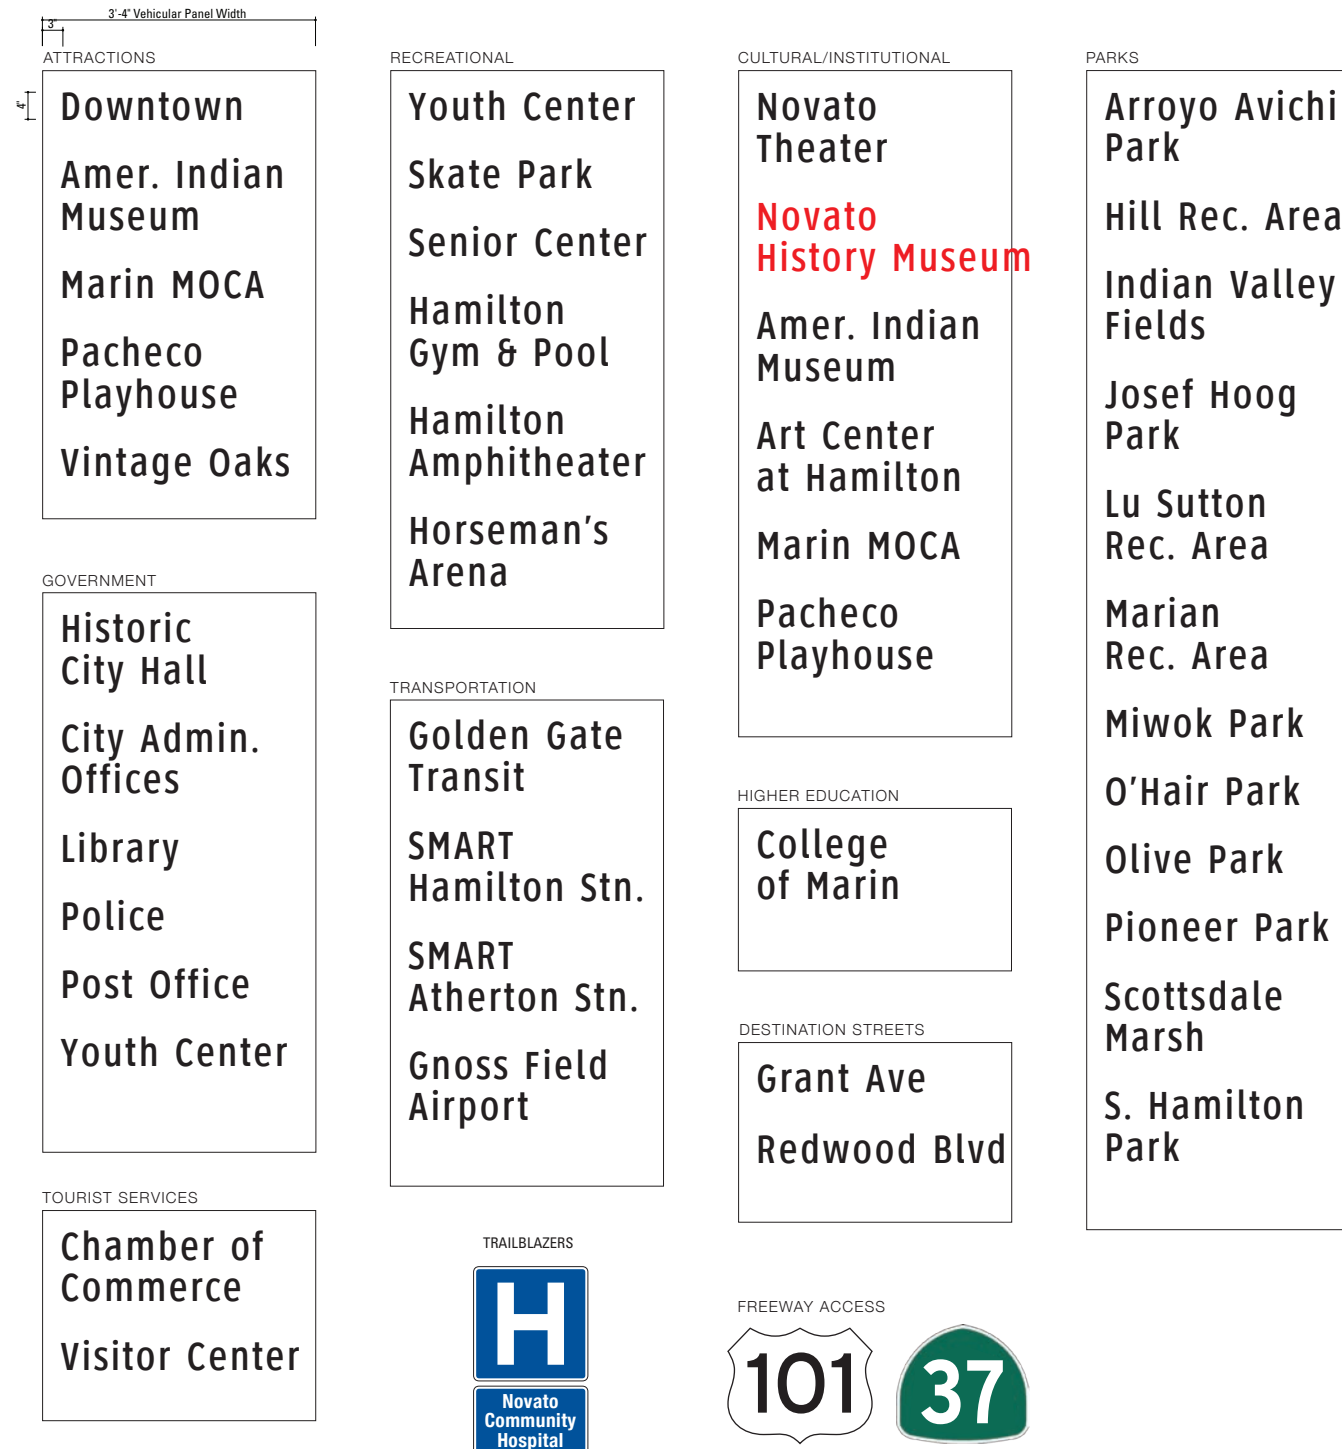 3'-4" Vehicular Panel Width
3"
4"
ATTRACTIONS
Downtown
Amer. Indian
Museum
Marin MOCA
Pacheco
Playhouse
Vintage Oaks
GOVERNMENT
Historic
City Hall
City Admin.
Offices
Library
Police
Post Office
Youth Center
TOURIST SERVICES
Chamber of
Commerce
Visitor Center
RECREATIONAL
Youth Center
Skate Park
Senior Center
Hamilton
Gym & Pool
Hamilton
Amphitheater
Horseman's
Arena
TRANSPORTATION
Golden Gate
Transit
SMART
Hamilton Stn.
SMART
Atherton Stn.
Gnoss Field
Airport
TRAILBLAZERS
H
Novato
Community
Hospital
CULTURAL/INSTITUTIONAL
Novato
Theater
Novato
History Museum
Amer. Indian
Museum
Art Center
at Hamilton
Marin MOCA
Pacheco
Playhouse
HIGHER EDUCATION
College
of Marin
DESTINATION STREETS
Grant Ave
Redwood Blvd
FREEWAY ACCESS
101
37
PARKS
Arroyo Avichi
Park
Hill Rec. Area
Indian Valley
Fields
Josef Hoog
Park
Lu Sutton
Rec. Area
Marian
Rec. Area
Miwok Park
O'Hair Park
Olive Park
Pioneer Park
Scottsdale
Marsh
S. Hamilton
Park